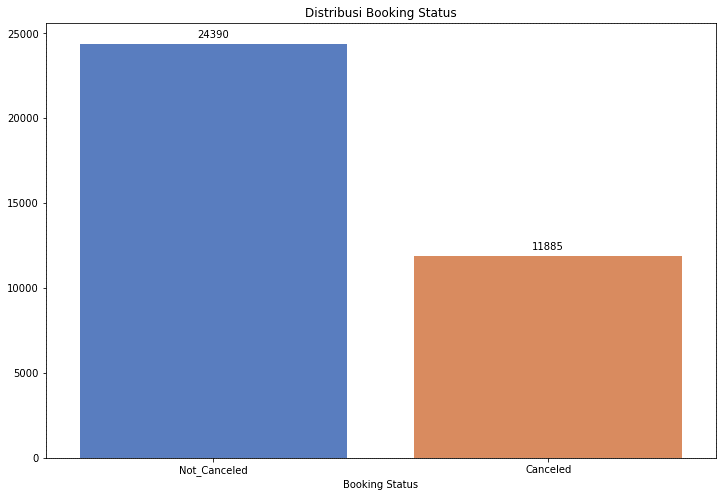 Distribusi Booking Status
25000
24390
20000
15000
11885
10000
5000
0
Not_Canceled
Canceled
Booking Status